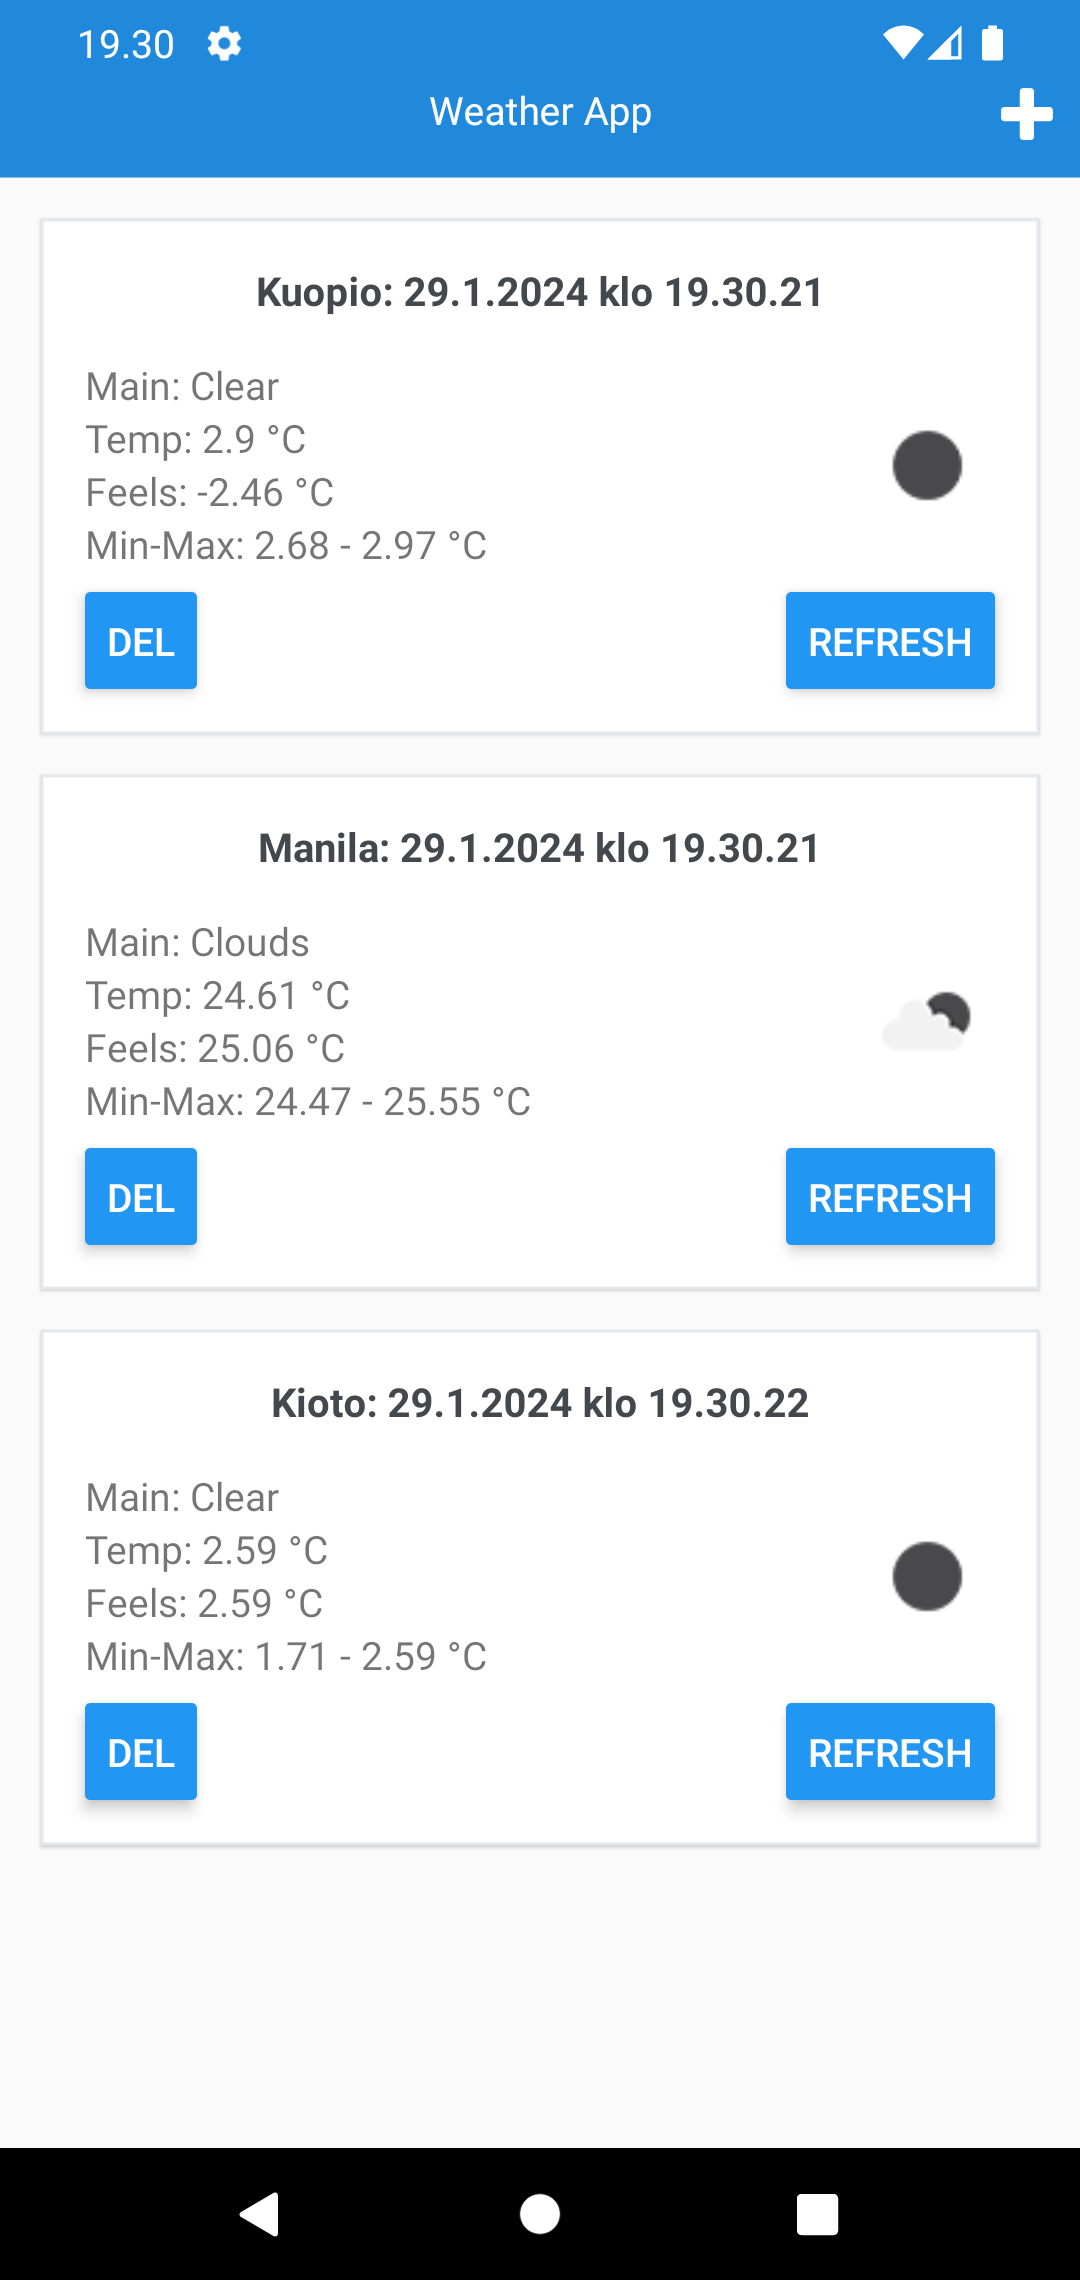 19.30
Weather App
Kuopio: 29.1.2024 klo 19.30.21
Main: Clear
Temp: 2.9 °C
Feels: -2.46 °C
Min-Max: 2.68 - 2.97 °C
DEL REFRESH
Manila: 29.1.2024 klo 19.30.21
Main: Clouds
Temp: 24.61 °C
Feels: 25.06 °C
Min-Max: 24.47 - 25.55 °C
DEL REFRESH
Kioto: 29.1.2024 klo 19.30.22
Main: Clear
Temp: 2.59 °C
Feels: 2.59 °C
Min-Max: 1.71 - 2.59 °C
DEL REFRESH